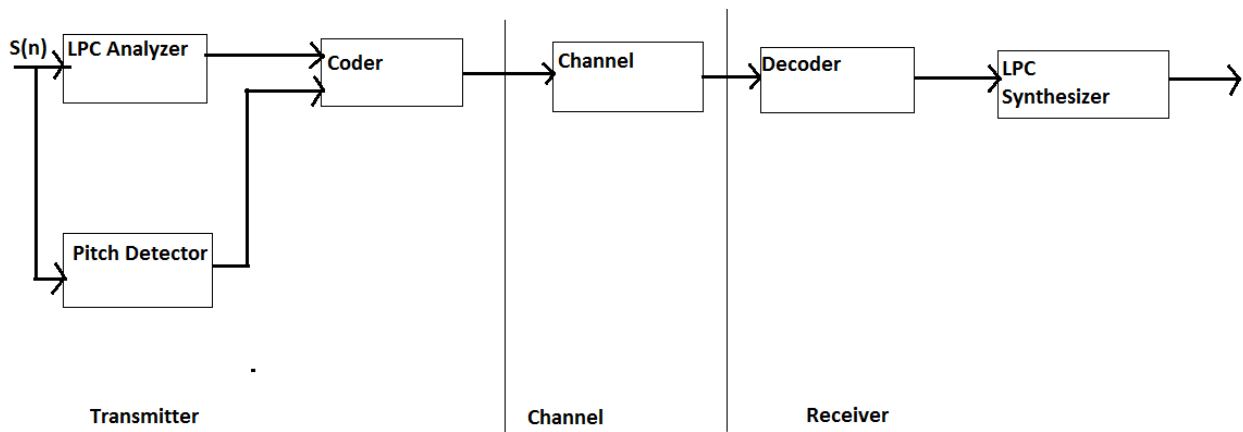 S(n)
LPC Analyzer
Coder
Channel
Decoder
LPC
Synthesizer
Pitch Detector
Transmitter
Channel
Receiver